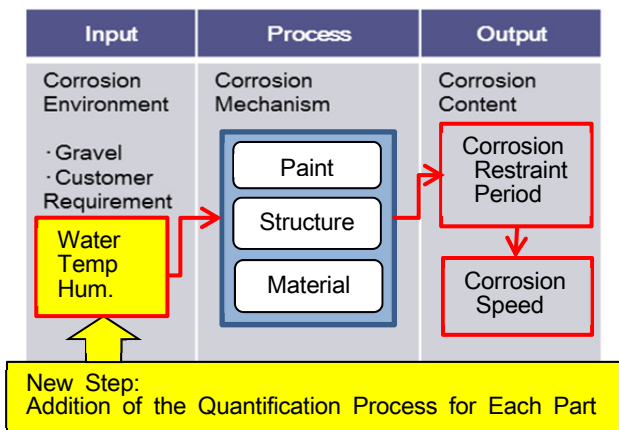 Input
Process
Output
Corrosion
Environment
・Gravel
・Customer
Requirement
Water
Temp
Hum.
Corrosion
Mechanism
Paint
Structure
Material
Corrosion
Content
Corrosion
Restraint
Period
Corrosion
Speed
New Step:
Addition of the Quantification Process for Each Part